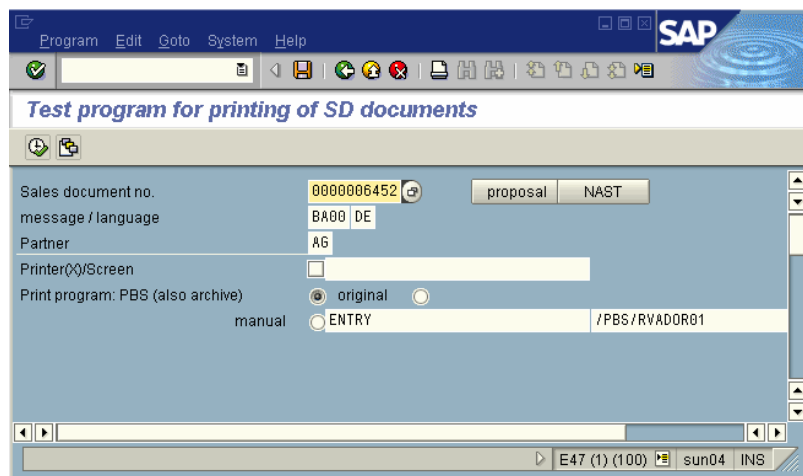 Program Edit Goto System Help
SAP
Test program for printing of SD documents
Sales document no. 0000006452 proposal NAST
message / language BA00 DE
Partner AG
Printer(X)/Screen
Print program: PBS (also archive) original
manual ENTRY /PBS/RVADOR01
E47 (1) (100) sun04 INS